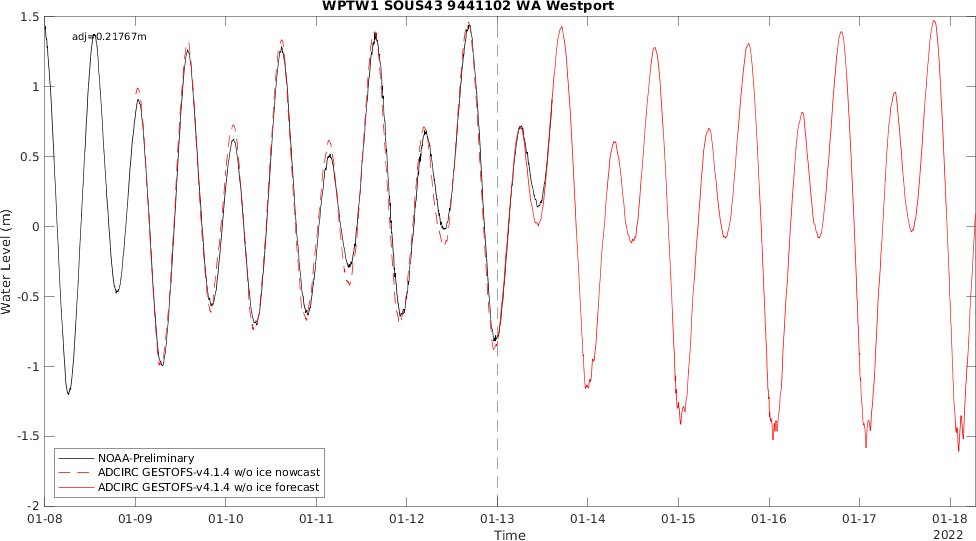 WPTW1 SOUS43 9441102 WA Westport
adj=0.21767m
1.5
1
0.5
0
-0.5
-1
-1.5
-2
Water Level (m)
NOAA-Preliminary
ADCIRC GESTOFS-v4.1.4 w/o ice nowcast
ADCIRC GESTOFS-v4.1.4 w/o ice forecast
01-08 01-09 01-10 01-11 01-12 01-13 01-14 01-15 01-16 01-17 01-18
2022
Time